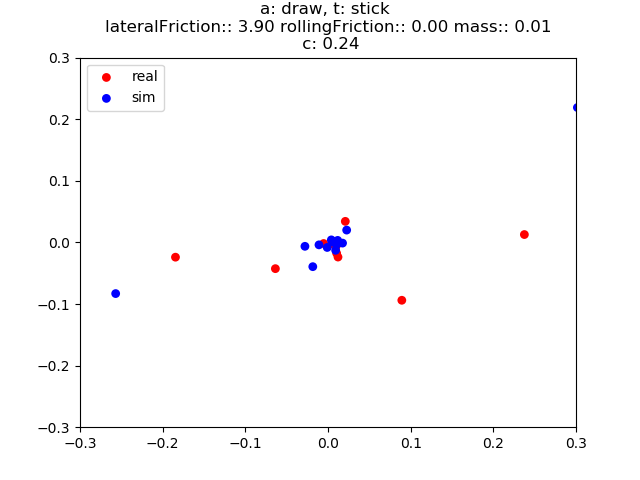 a: draw, t: stick
lateralFriction:: 3.90 rollingFriction:: 0.00 mass:: 0.01
c: 0.24
real
sim
0.3
0.2
0.1
0.0
−0.1
−0.2
−0.3
−0.3 −0.2 −0.1 0.0 0.1 0.2 0.3